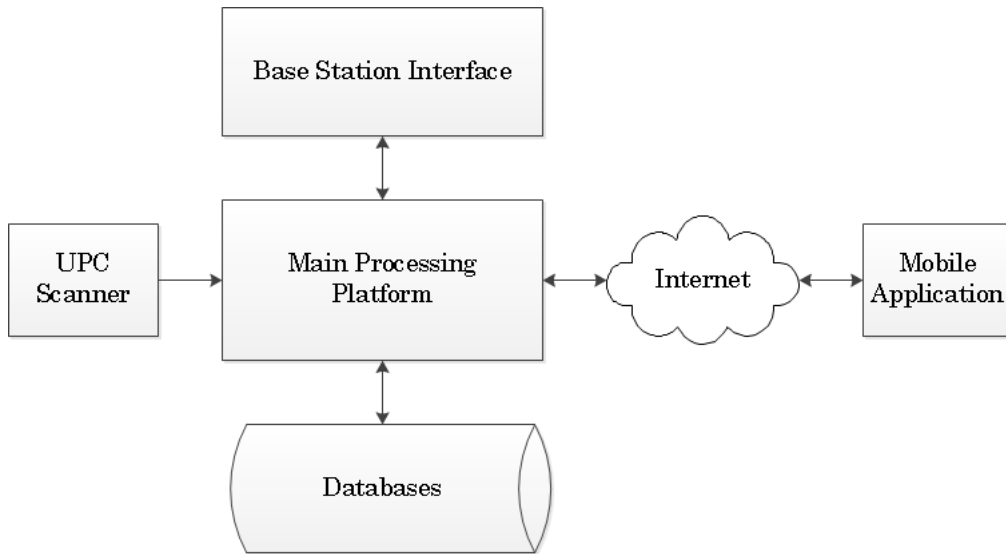 Base Station Interface
UPC
Scanner
Main Processing
Platform
Internet
Mobile
Application
Databases